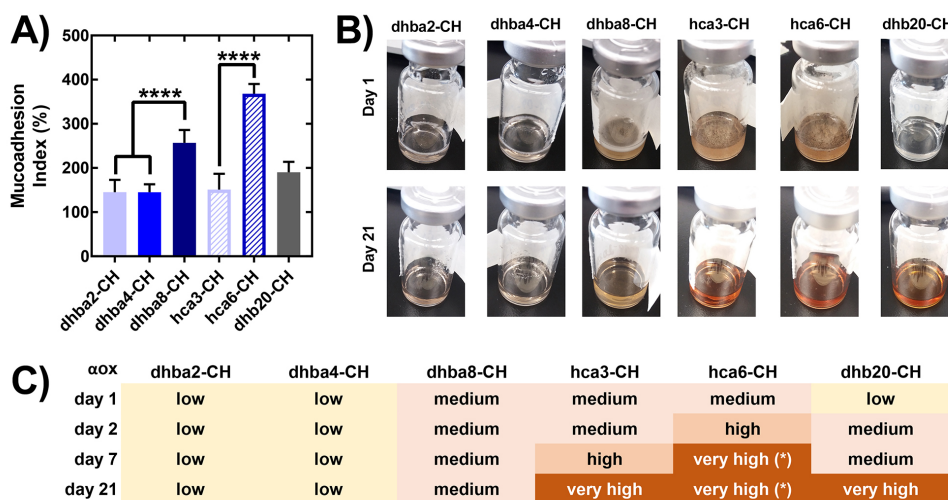 A)
Mucoadhesion
Index (%)
500
400
300
200
100
0
****
****
dhba2-CH
dhba4-CH
dhba8-CH
hca3-CH
hca6-CH
dhb20-CH
B)
dhba2-CH dhba4-CH dhba8-CH hca3-CH hca6-CH dhb20-CH
Day 1
Day 21
C)
αox dhba2-CH dhba4-CH dhba8-CH hca3-CH hca6-CH dhb20-CH
day 1 low low medium medium medium low
day 2 low low medium medium high medium
day 7 low low medium high very high (*) medium
day 21 low low medium very high very high (*) very high